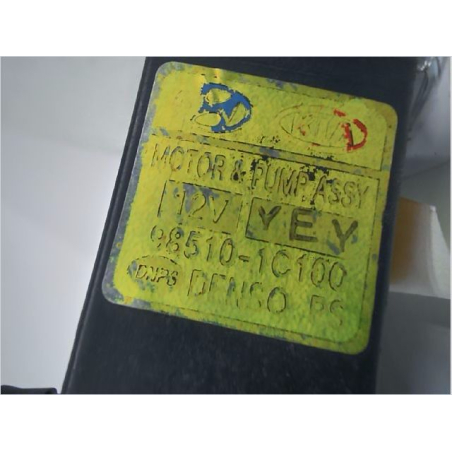 KIA
MOTOR & PUMP ASSY
12V YEY
98510-1C100
DNPS DENSO PS